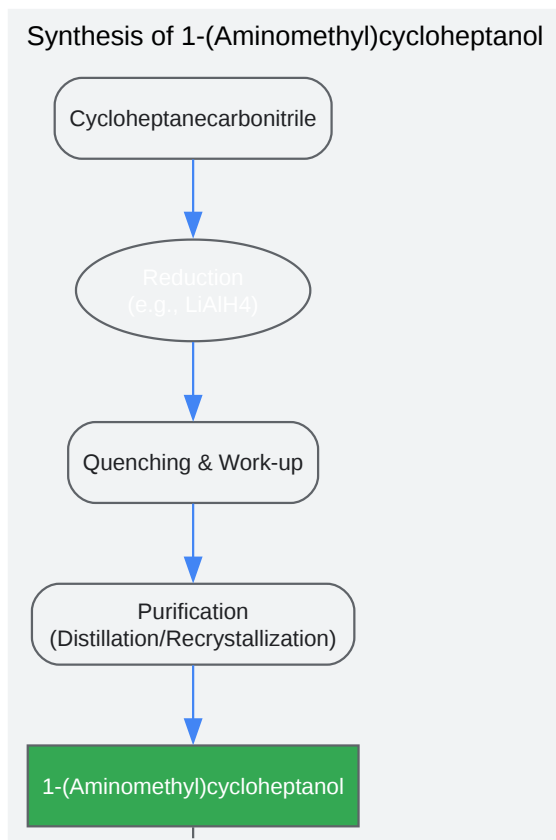 Synthesis of 1-(Aminomethyl)cycloheptanol
Cycloheptanecarbonitrile
Reduction
(e.g., LiAlH4)
Quenching & Work-up
Purification
(Distillation/Recrystallization)
1-(Aminomethyl)cycloheptanol